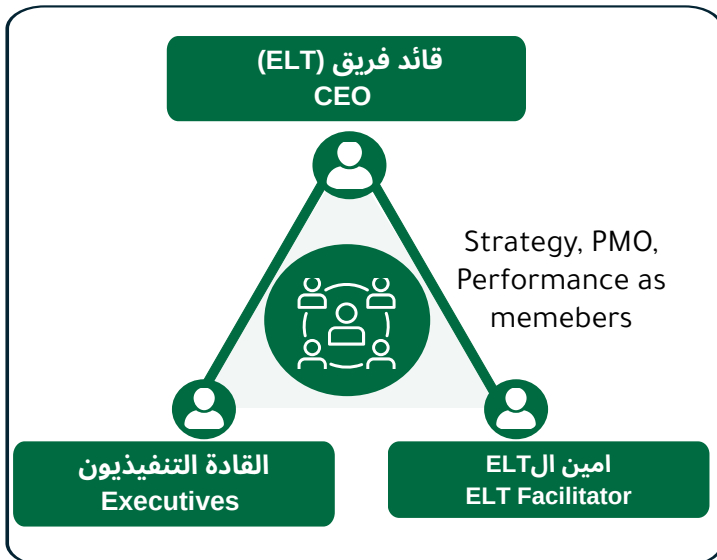 قائد فريق (ELT)
CEO
Strategy, PMO,
Performance as
memebers
القادة التنفيذيون
Executives
امين الELT
ELT Facilitator